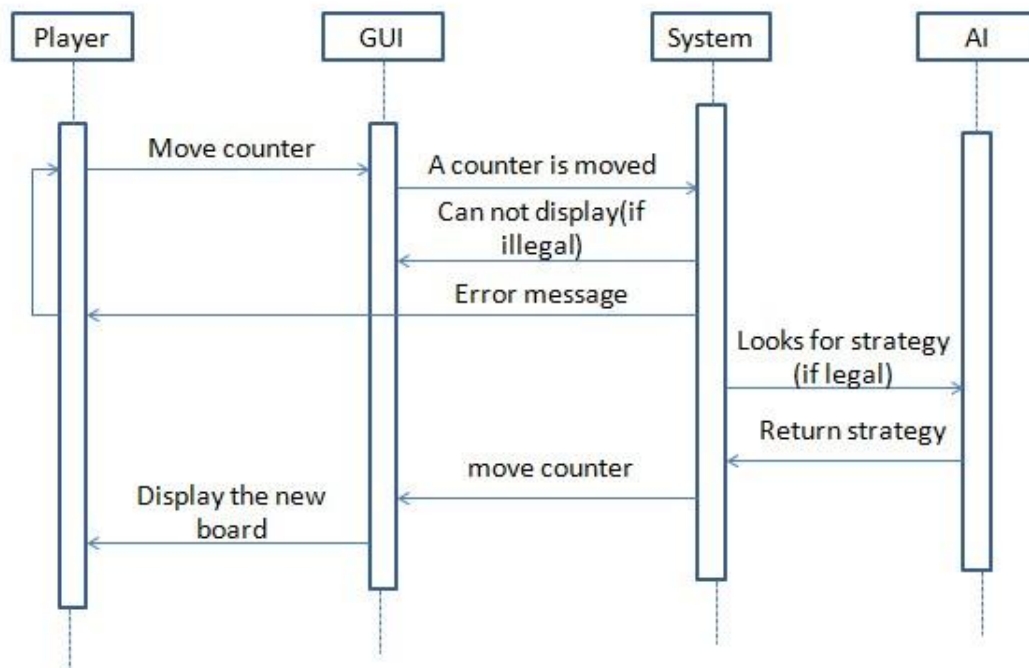 Player
GUI
System
AI
Move counter
A counter is moved
Can not display(if
illegal)
Error message
Looks for strategy
(if legal)
Return strategy
move counter
Display the new
board